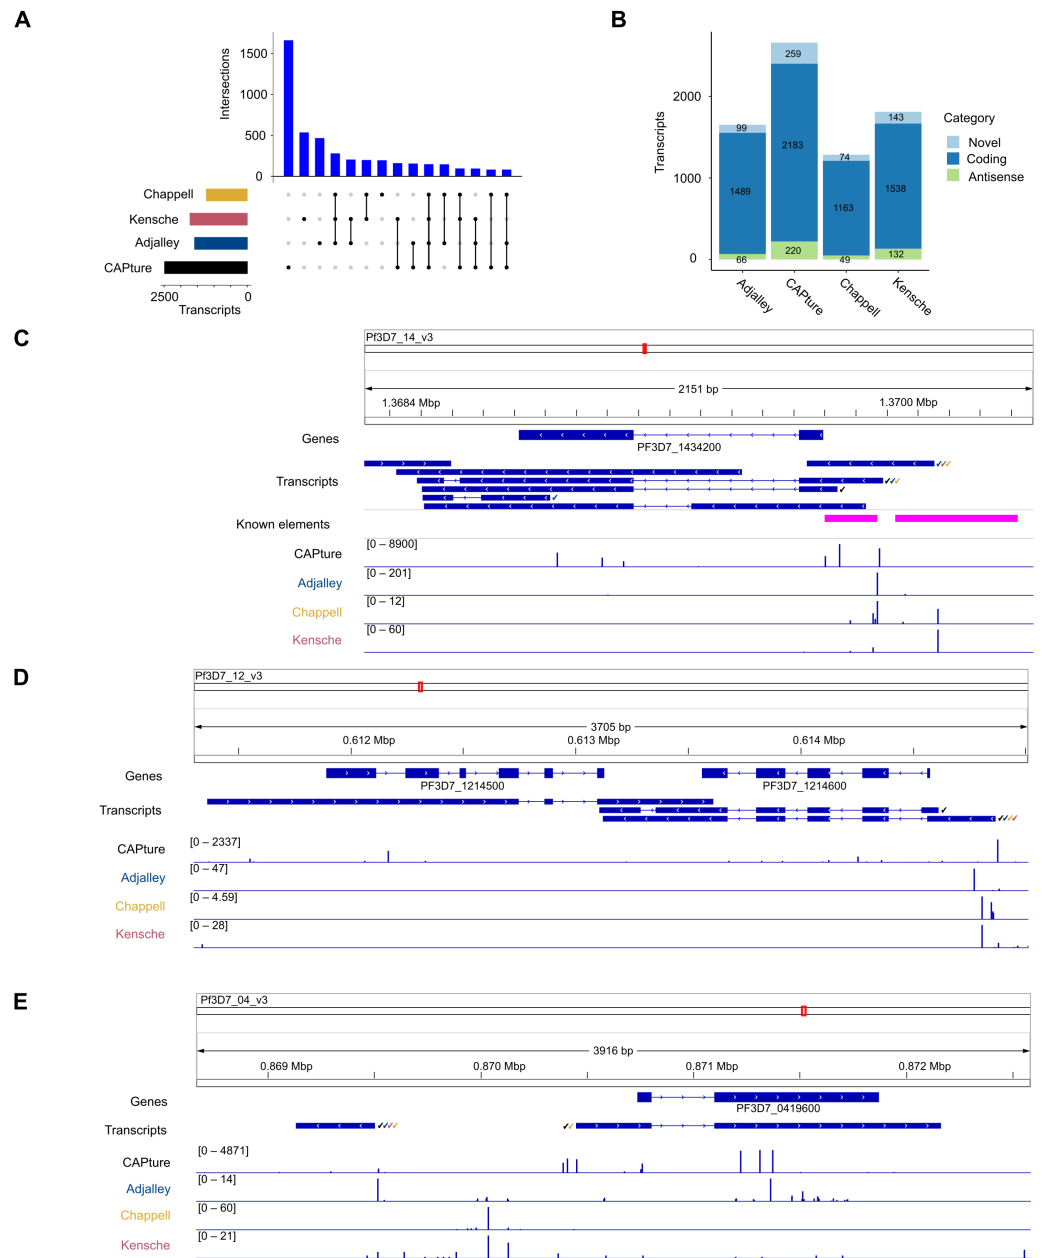 A
Intersections
1500
1000
500
0
Chappell
Kensche
Adjalley
CAPture
2500 0
Transcripts
B
Transcripts
2000
1000
0
99
1489
66
259
2183
220
74
1163
49
143
1538
132
Adjalley
CAPture
Chappell
Kensche
Category
Novel
Coding
Antisense
C
Pf3D7_14_v3
2151 bp
1.3684 Mbp 1.3700 Mbp
Genes
PF3D7_1434200
Transcripts
Known elements
CAPture [0 – 8900]
Adjalley [0 – 201]
Chappell [0 – 12]
Kensche [0 – 60]
D
Pf3D7_12_v3
3705 bp
0.612 Mbp 0.613 Mbp 0.614 Mbp
Genes
PF3D7_1214500 PF3D7_1214600
Transcripts
CAPture [0 – 2337]
Adjalley [0 – 47]
Chappell [0 – 4.59]
Kensche [0 – 28]
E
Pf3D7_04_v3
3916 bp
0.869 Mbp 0.870 Mbp 0.871 Mbp 0.872 Mbp
Genes
PF3D7_0419600
Transcripts
CAPture [0 – 4871]
Adjalley [0 – 14]
Chappell [0 – 60]
Kensche [0 – 21]